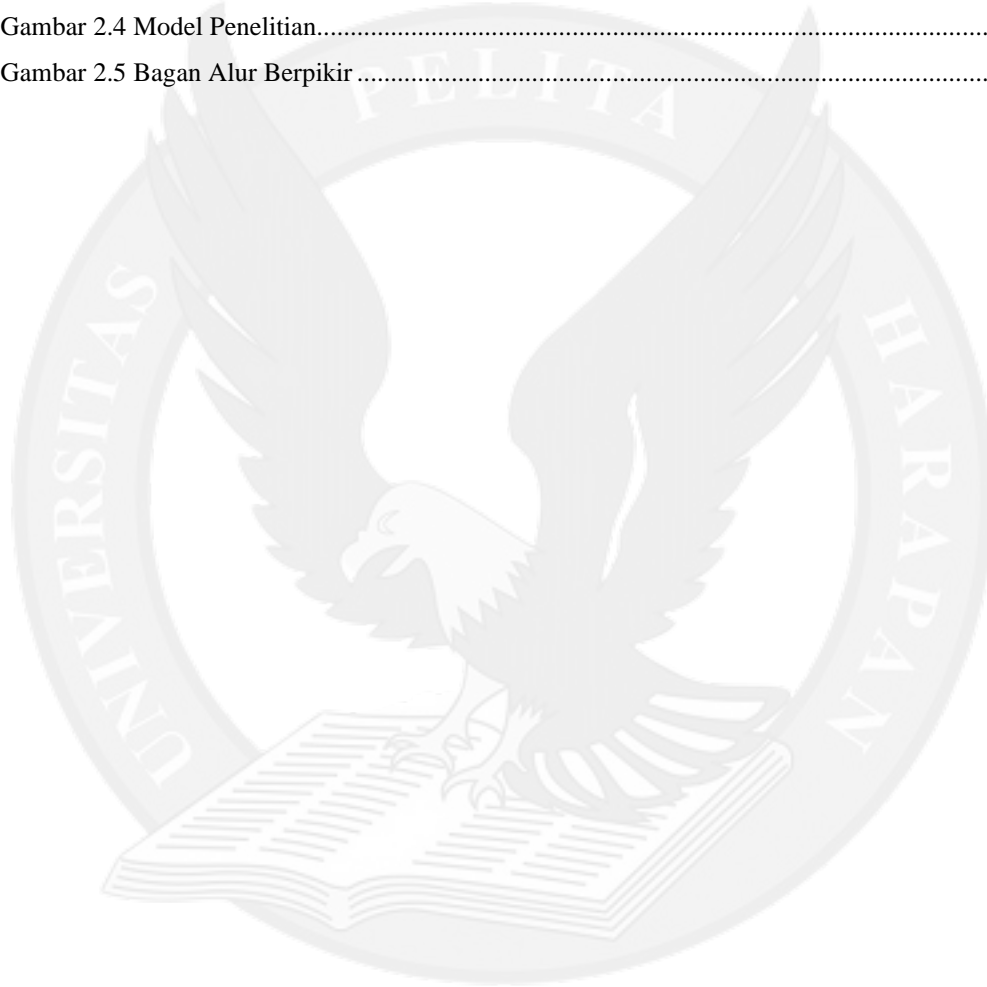 Gambar 2.4 Model Penelitian....................................................................................................
Gambar 2.5 Bagan Alur Berpikir ..............................................................................................
UNIVERSITAS PELITA HARAPAN